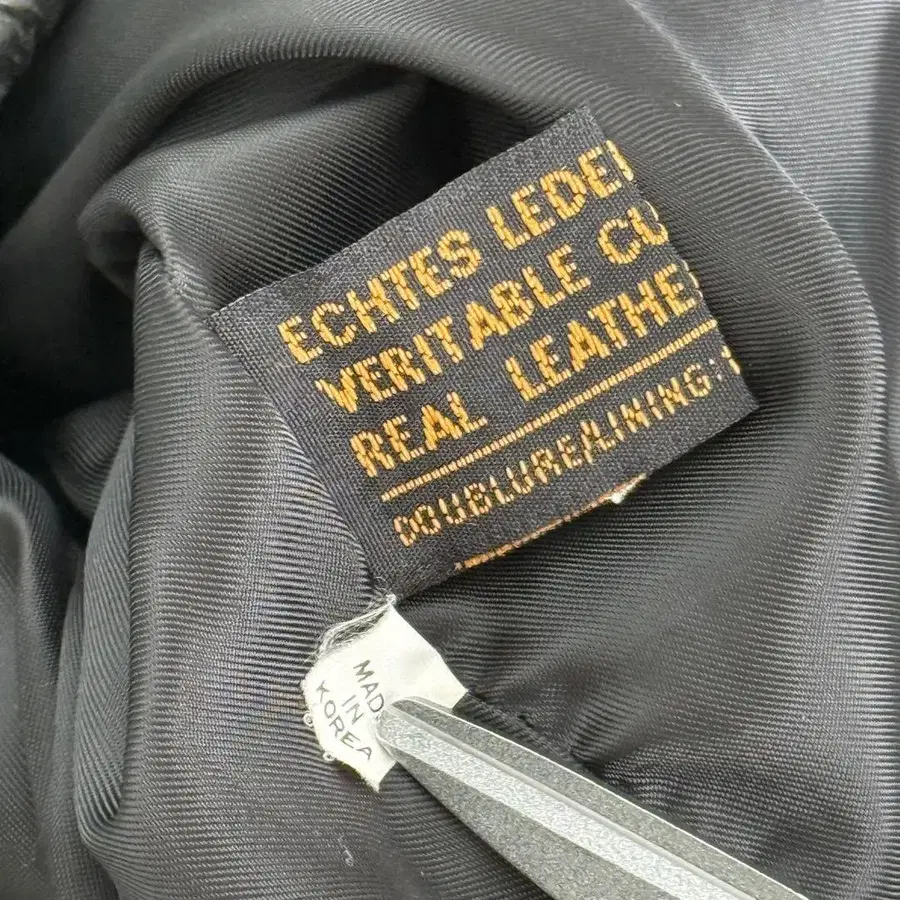 ECHTES LEDE
VERITABLE CU
REAL LEATHE
DOUBLURE/LINING:
MADE
IN
KOREA